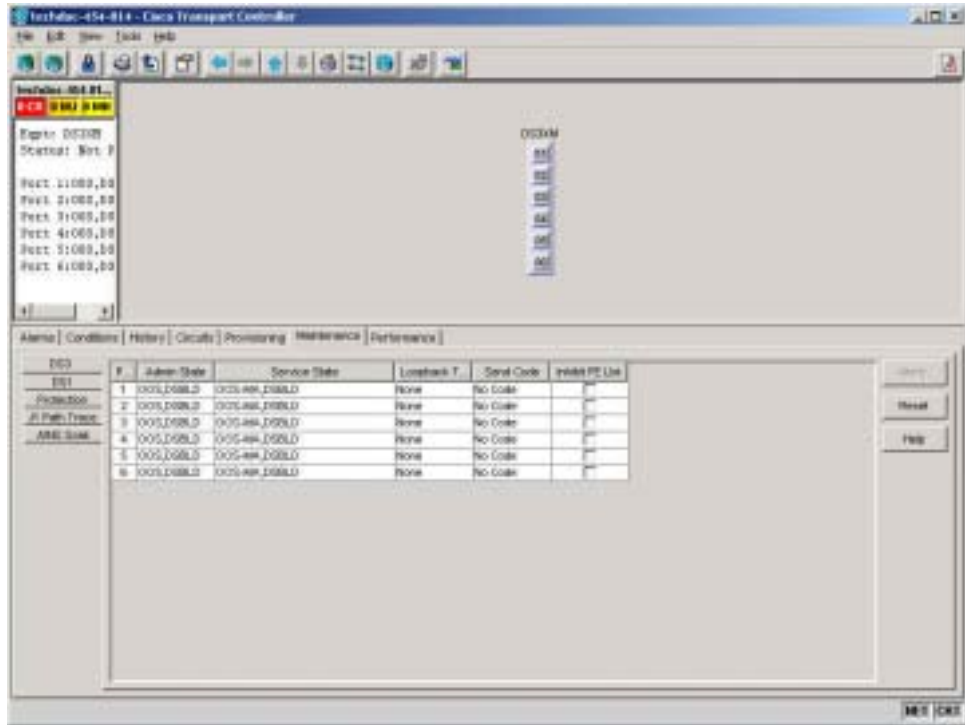 Cisco Transport Controller
File Edit View Tools Help
DS3XM
Eqpt: DS3XM
Status: Not P
Port 1:OOS,DS
Port 2:OOS,DS
Port 3:OOS,DS
Port 4:OOS,DS
Port 5:OOS,DS
Port 6:OOS,DS
Alarms Conditions History Circuits Provisioning Maintenance Performance
DS3
DS1
Protection
J1 Path Trace
AINS Soak
Admin State Service State Loopback T... Send Code Inhibit FE Lbk
1 OOS,DSBLD OOS-MA,DSBLD None No Code
2 OOS,DSBLD OOS-MA,DSBLD None No Code
3 OOS,DSBLD OOS-MA,DSBLD None No Code
4 OOS,DSBLD OOS-MA,DSBLD None No Code
5 OOS,DSBLD OOS-MA,DSBLD None No Code
6 OOS,DSBLD OOS-MA,DSBLD None No Code
Reset
Help
NET CKT